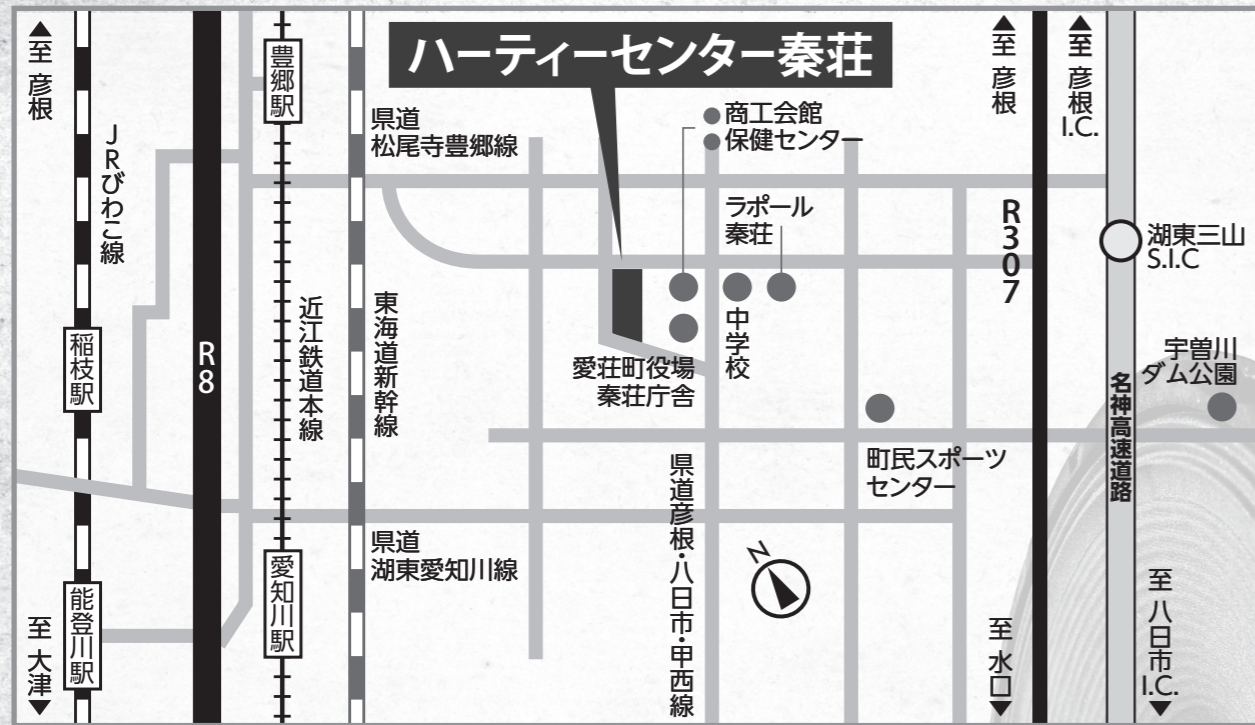 ▲至 彦根
JRびわこ線
稲枝駅
能登川駅
至 大津▼
R8
豊郷駅
近江鉄道本線
愛知川駅
東海道新幹線
県道
松尾寺豊郷線
県道
湖東愛知川線
ハーティーセンター秦荘
●商工会館
●保健センター
ラポール
秦荘
中学校
愛荘町役場
秦荘庁舎
県道彦根・八日市・甲西線
町民スポーツ
センター
N
▲至 彦根
R307
至 水口▼
▲至 彦根
I.C.
湖東三山
S.I.C
宇曽川
ダム公園
名神高速道路
至 八日市
I.C.▼